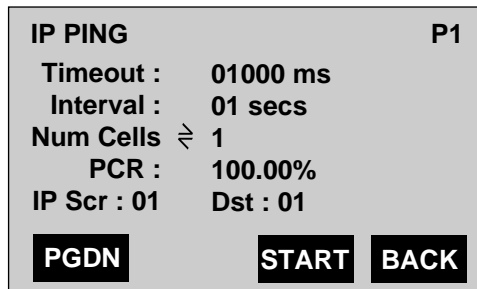 IP PING P1
Timeout : 01000 ms
Interval : 01 secs
Num Cells ⇌ 1
PCR : 100.00%
IP Scr : 01 Dst : 01
PGDN START BACK